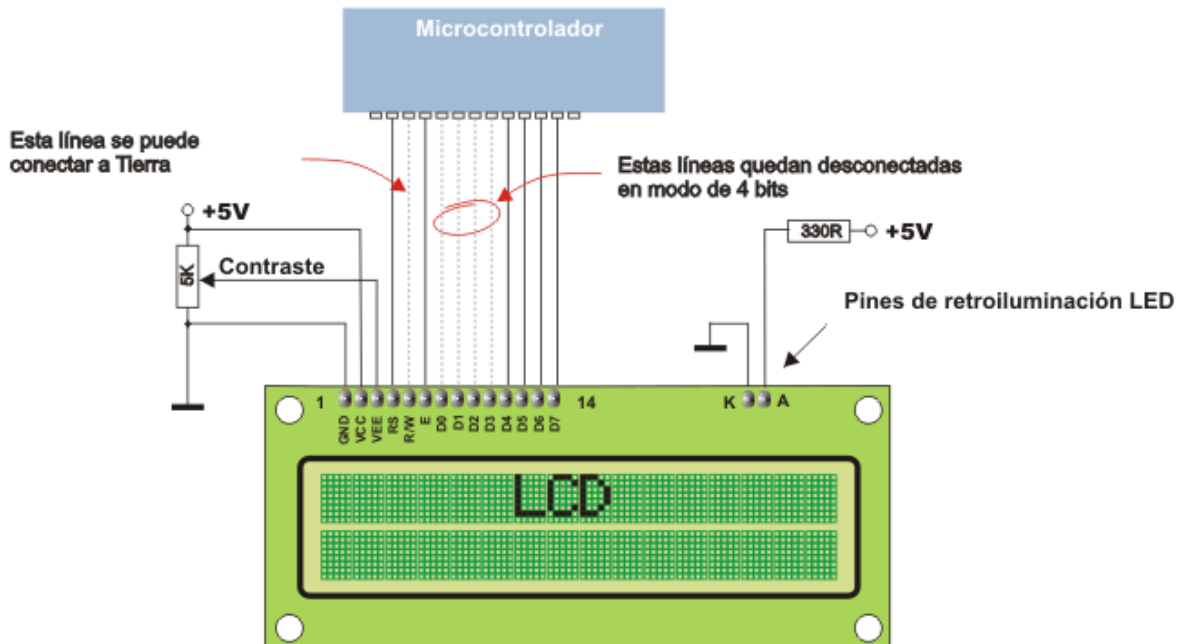 Microcontrolador
Esta línea se puede
conectar a Tierra
Estas líneas quedan desconectadas
en modo de 4 bits
+5V
5K
Contraste
330R
+5V
Pines de retroiluminación LED
1
14
K
A
GND
VCC
VEE
RS
R/W
E
D0
D1
D2
D3
D4
D5
D6
D7
LCD